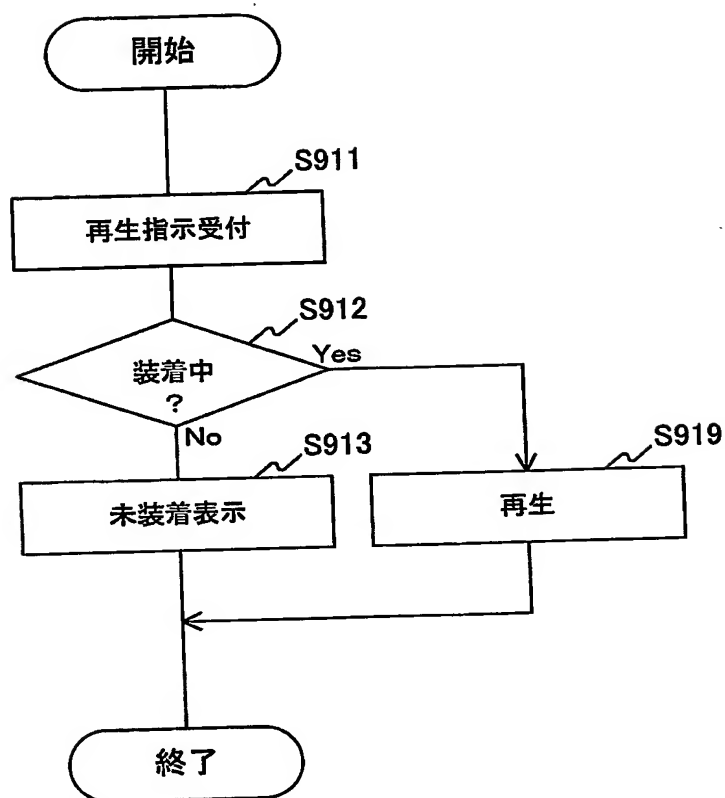 開始
S911
再生指示受付
S912
装着中
?
Yes
No
S913
未装着表示
S919
再生
終了